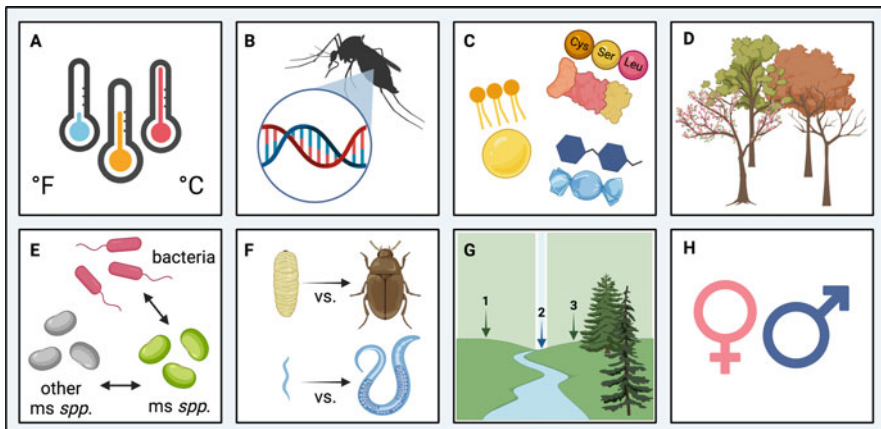 A
°F
°C
B
C
Cys
Ser
Leu
D
E
bacteria
other
ms spp.
ms spp.
F
vs.
vs.
G
1
2
3
H